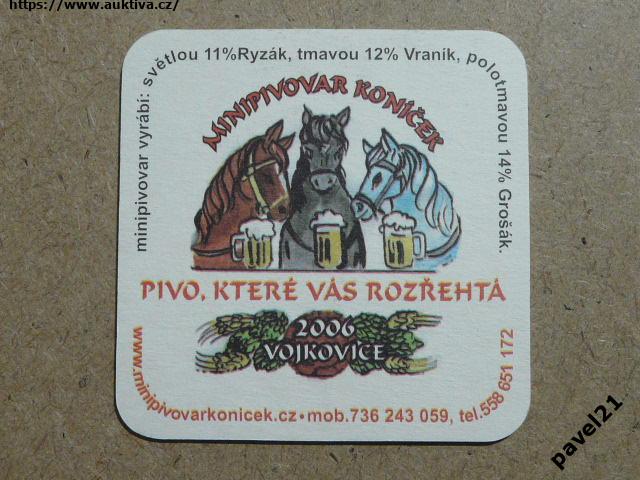 https://www.auktiva.cz/
minipivovar vyrábí: světlou 11%Ryzák, tmavou 12% Vraník, polotmavou 14% Grošák.
MINIPIVOVAR KONÍČEK
PIVO, KTERÉ VÁS ROZŘEHTÁ
2006
VOJKOVICE
www.minipivovarkonicek.cz•mob.736 243 059, tel.558 651 172
pavel21